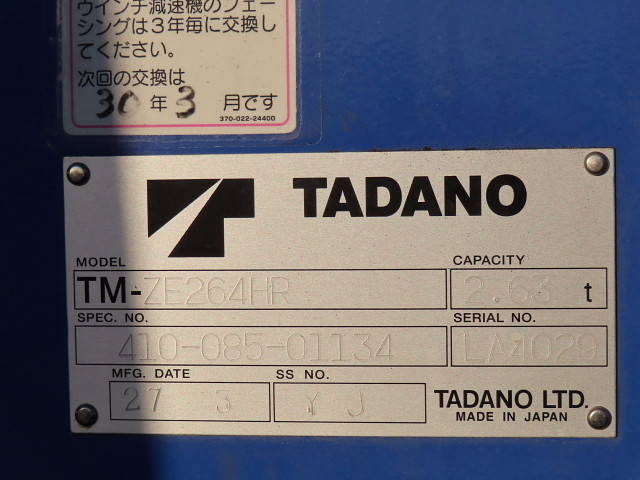 ウインチ減速機のフェー
シングは3年毎に交換し
てください。
次回の交換は
30年3月です
370-022-24400
TADANO
MODEL
TM-ZE264HR
CAPACITY
2.63 t
SPEC. NO.
410-085-01134
SERIAL NO.
LA1029
MFG. DATE
27 3
SS NO.
Y J
TADANO LTD.
MADE IN JAPAN